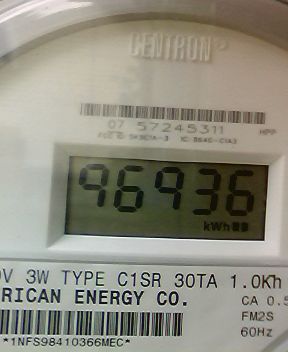 CENTRON
07 57245311 HPP
96936
kWh
0V 3W TYPE C1SR 30TA 1.0Kh
RICAN ENERGY CO.
CA 0.5
FM2S
60Hz
*1NFS98410366MEC*